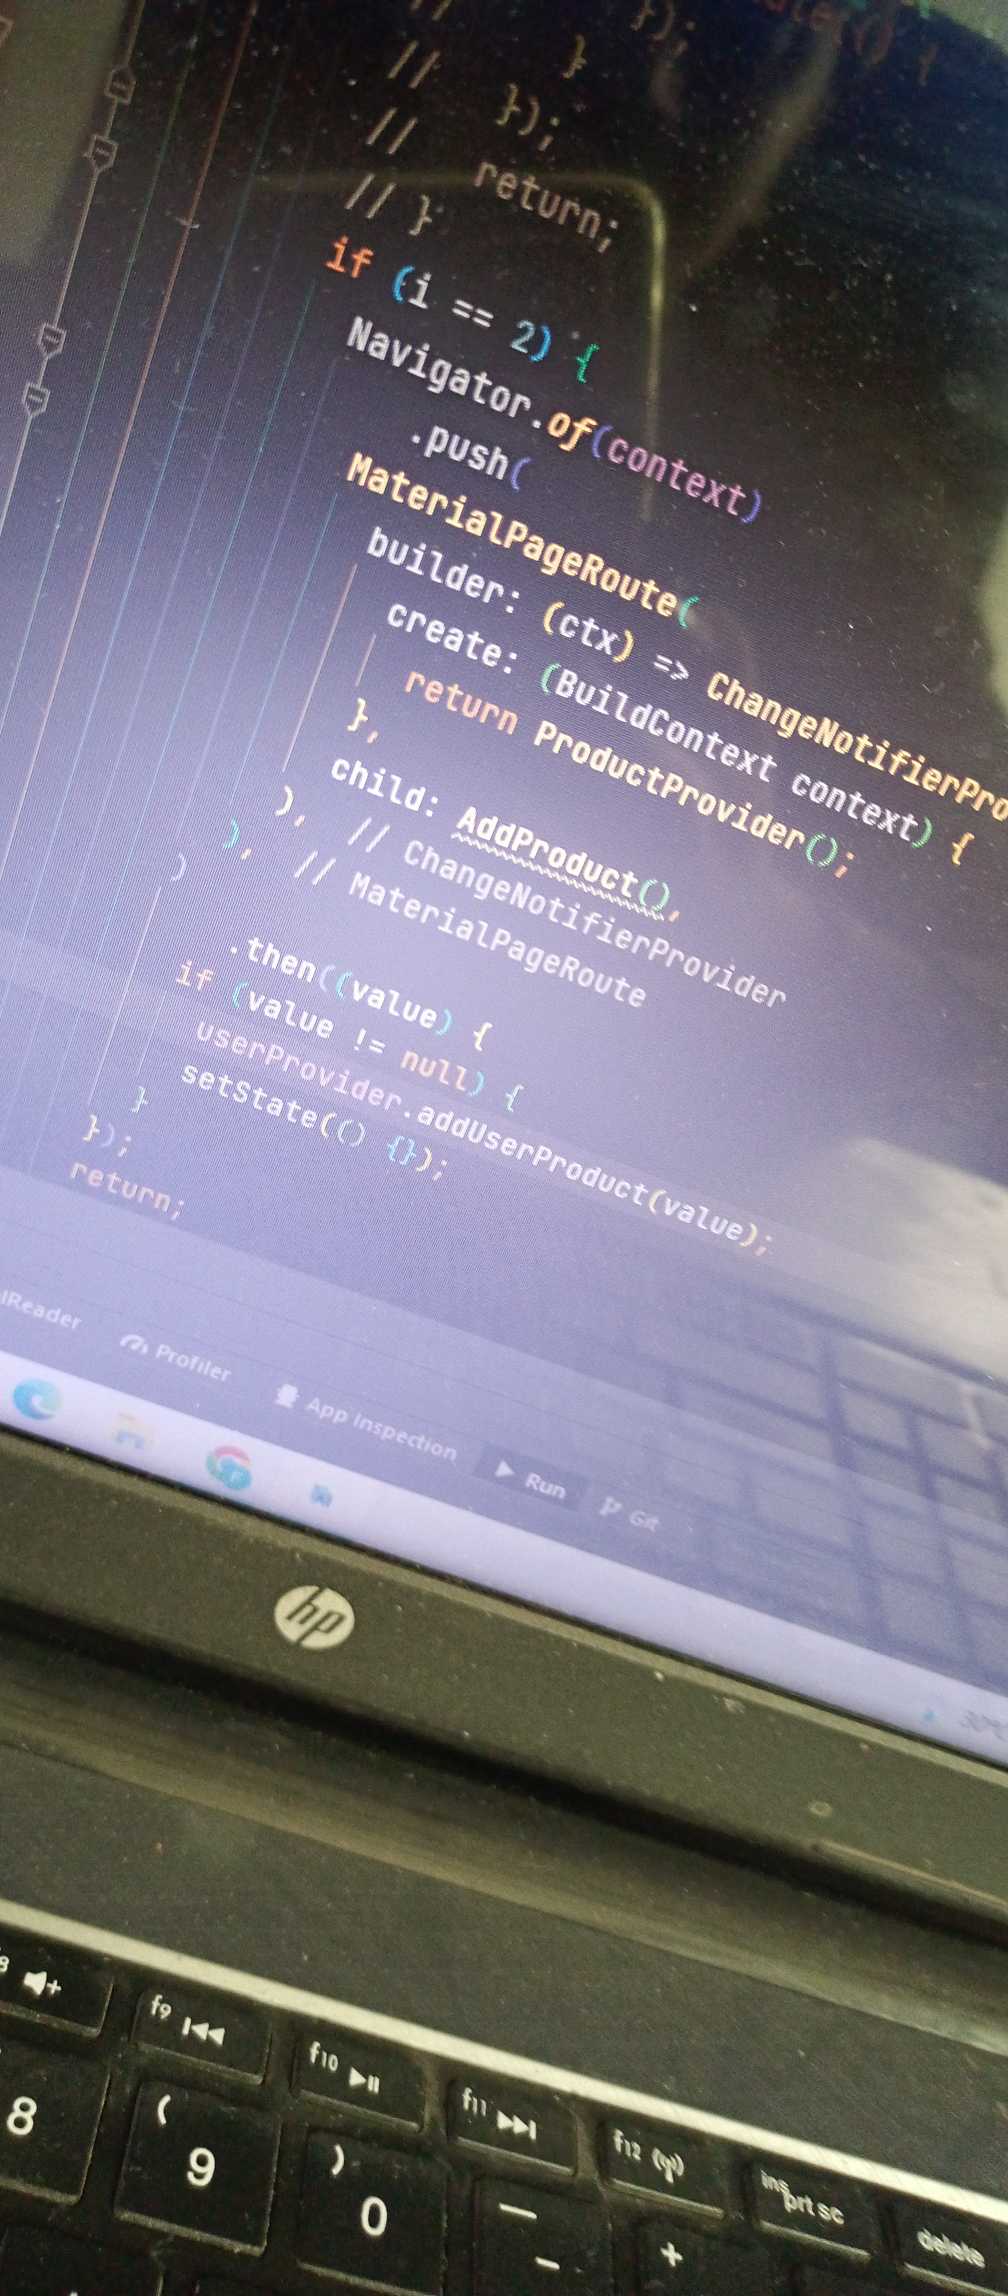 //
});
//
}
//
});
//
return;
// }
if (i == 2) {
Navigator.of(context)
.push(
MaterialPageRoute(
builder: (ctx) => ChangeNotifierPro
create: (BuildContext context) {
return ProductProvider();
},
child: AddProduct(),
), // ChangeNotifierProvider
), // MaterialPageRoute
)
.then((value) {
if (value != null) {
userProvider.addUserProduct(value);
setState(() {});
}
});
return;
Profiler
App Inspection
Run
Git
30°C
hp
f9
f10
f11
f12
ins
prt sc
delete
8
(
9
)
0
_
-
+